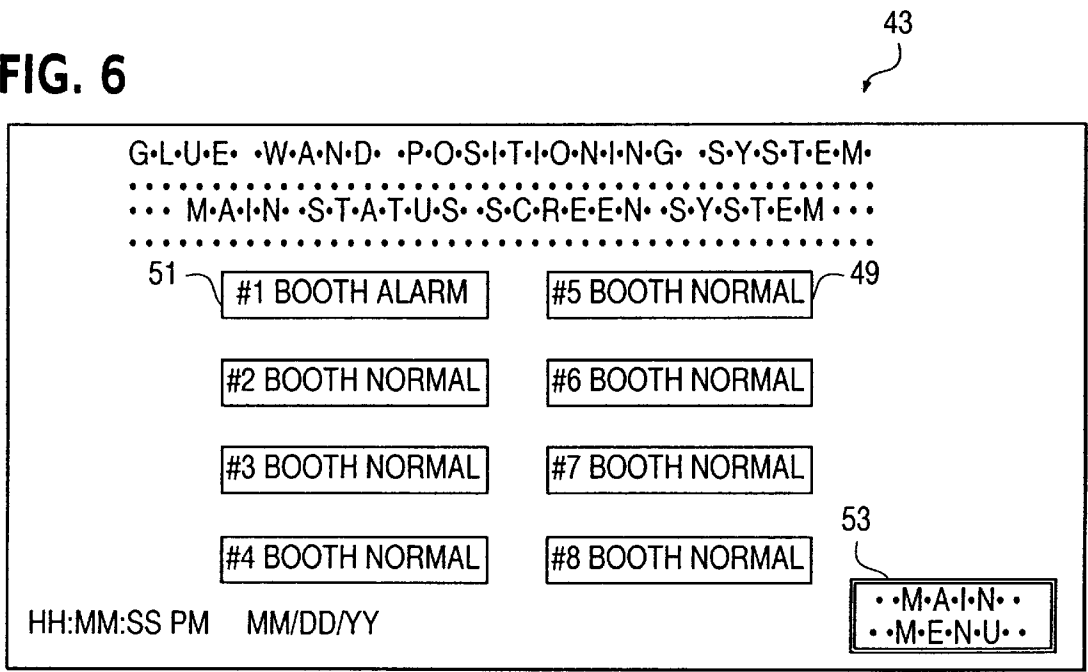 43
FIG. 6
G·L·U·E· ·W·A·N·D· ·P·O·S·I·T·I·O·N·I·N·G· ·S·Y·S·T·E·M·
··· M·A·I·N· ·S·T·A·T·U·S· ·S·C·R·E·E·N· ·S·Y·S·T·E·M ···
51 #1 BOOTH ALARM #5 BOOTH NORMAL 49
#2 BOOTH NORMAL #6 BOOTH NORMAL
#3 BOOTH NORMAL #7 BOOTH NORMAL
#4 BOOTH NORMAL #8 BOOTH NORMAL
53
··M·A·I·N··
··M·E·N·U··
HH:MM:SS PM MM/DD/YY